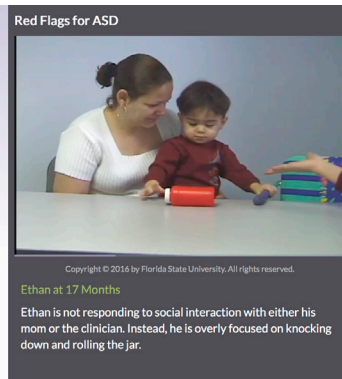 Red Flags for ASD
Copyright © 2016 by Florida State University. All rights reserved.
Ethan at 17 Months
Ethan is not responding to social interaction with either his
mom or the clinician. Instead, he is overly focused on knocking
down and rolling the jar.